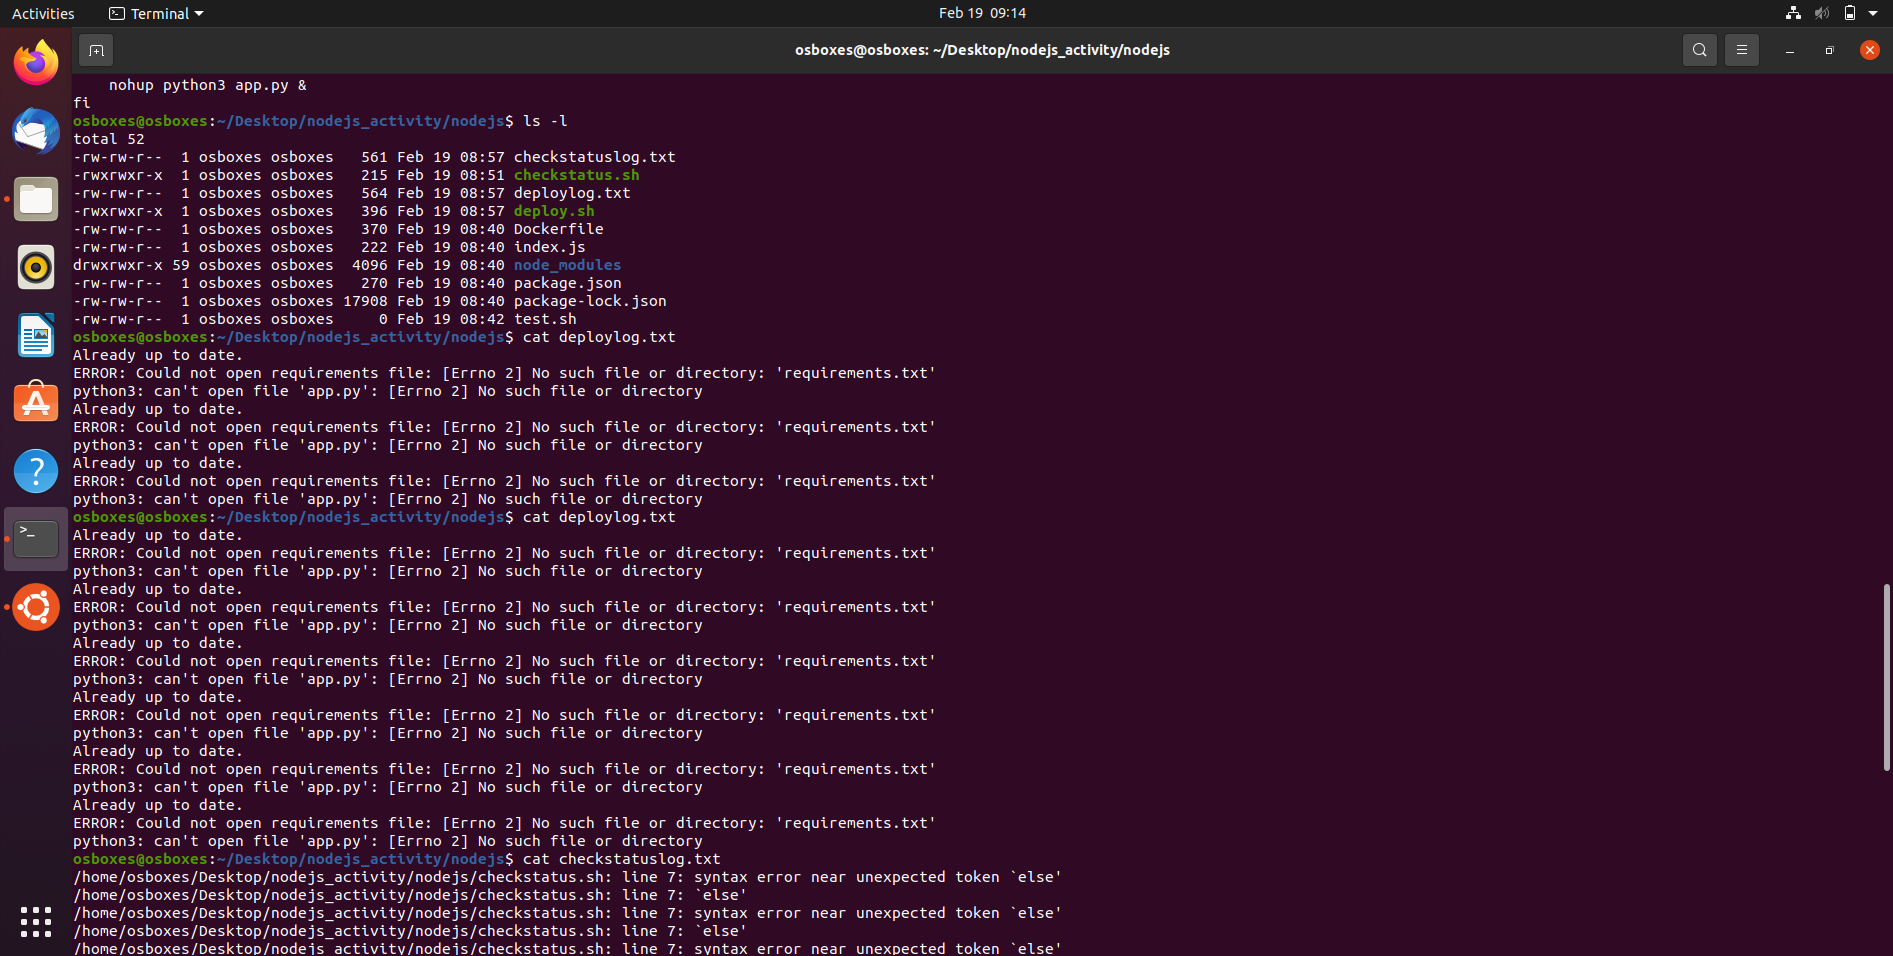 Activities Terminal Feb 19 09:14
osboxes@osboxes: ~/Desktop/nodejs_activity/nodejs
    nohup python3 app.py &
fi
osboxes@osboxes:~/Desktop/nodejs_activity/nodejs$ ls -l
total 52
-rw-rw-r--  1 osboxes osboxes   561 Feb 19 08:57 checkstatuslog.txt
-rwxrwxr-x  1 osboxes osboxes   215 Feb 19 08:51 checkstatus.sh
-rw-rw-r--  1 osboxes osboxes   564 Feb 19 08:57 deploylog.txt
-rwxrwxr-x  1 osboxes osboxes   396 Feb 19 08:57 deploy.sh
-rw-rw-r--  1 osboxes osboxes   370 Feb 19 08:40 Dockerfile
-rw-rw-r--  1 osboxes osboxes   222 Feb 19 08:40 index.js
drwxrwxr-x 59 osboxes osboxes  4096 Feb 19 08:40 node_modules
-rw-rw-r--  1 osboxes osboxes   270 Feb 19 08:40 package.json
-rw-rw-r--  1 osboxes osboxes 17908 Feb 19 08:40 package-lock.json
-rw-rw-r--  1 osboxes osboxes     0 Feb 19 08:42 test.sh
osboxes@osboxes:~/Desktop/nodejs_activity/nodejs$ cat deploylog.txt
Already up to date.
ERROR: Could not open requirements file: [Errno 2] No such file or directory: 'requirements.txt'
python3: can't open file 'app.py': [Errno 2] No such file or directory
Already up to date.
ERROR: Could not open requirements file: [Errno 2] No such file or directory: 'requirements.txt'
python3: can't open file 'app.py': [Errno 2] No such file or directory
Already up to date.
ERROR: Could not open requirements file: [Errno 2] No such file or directory: 'requirements.txt'
python3: can't open file 'app.py': [Errno 2] No such file or directory
osboxes@osboxes:~/Desktop/nodejs_activity/nodejs$ cat deploylog.txt
Already up to date.
ERROR: Could not open requirements file: [Errno 2] No such file or directory: 'requirements.txt'
python3: can't open file 'app.py': [Errno 2] No such file or directory
Already up to date.
ERROR: Could not open requirements file: [Errno 2] No such file or directory: 'requirements.txt'
python3: can't open file 'app.py': [Errno 2] No such file or directory
Already up to date.
ERROR: Could not open requirements file: [Errno 2] No such file or directory: 'requirements.txt'
python3: can't open file 'app.py': [Errno 2] No such file or directory
Already up to date.
ERROR: Could not open requirements file: [Errno 2] No such file or directory: 'requirements.txt'
python3: can't open file 'app.py': [Errno 2] No such file or directory
Already up to date.
ERROR: Could not open requirements file: [Errno 2] No such file or directory: 'requirements.txt'
python3: can't open file 'app.py': [Errno 2] No such file or directory
Already up to date.
ERROR: Could not open requirements file: [Errno 2] No such file or directory: 'requirements.txt'
python3: can't open file 'app.py': [Errno 2] No such file or directory
osboxes@osboxes:~/Desktop/nodejs_activity/nodejs$ cat checkstatuslog.txt
/home/osboxes/Desktop/nodejs_activity/nodejs/checkstatus.sh: line 7: syntax error near unexpected token `else'
/home/osboxes/Desktop/nodejs_activity/nodejs/checkstatus.sh: line 7: `else'
/home/osboxes/Desktop/nodejs_activity/nodejs/checkstatus.sh: line 7: syntax error near unexpected token `else'
/home/osboxes/Desktop/nodejs_activity/nodejs/checkstatus.sh: line 7: `else'
/home/osboxes/Desktop/nodejs_activity/nodejs/checkstatus.sh: line 7: syntax error near unexpected token `else'